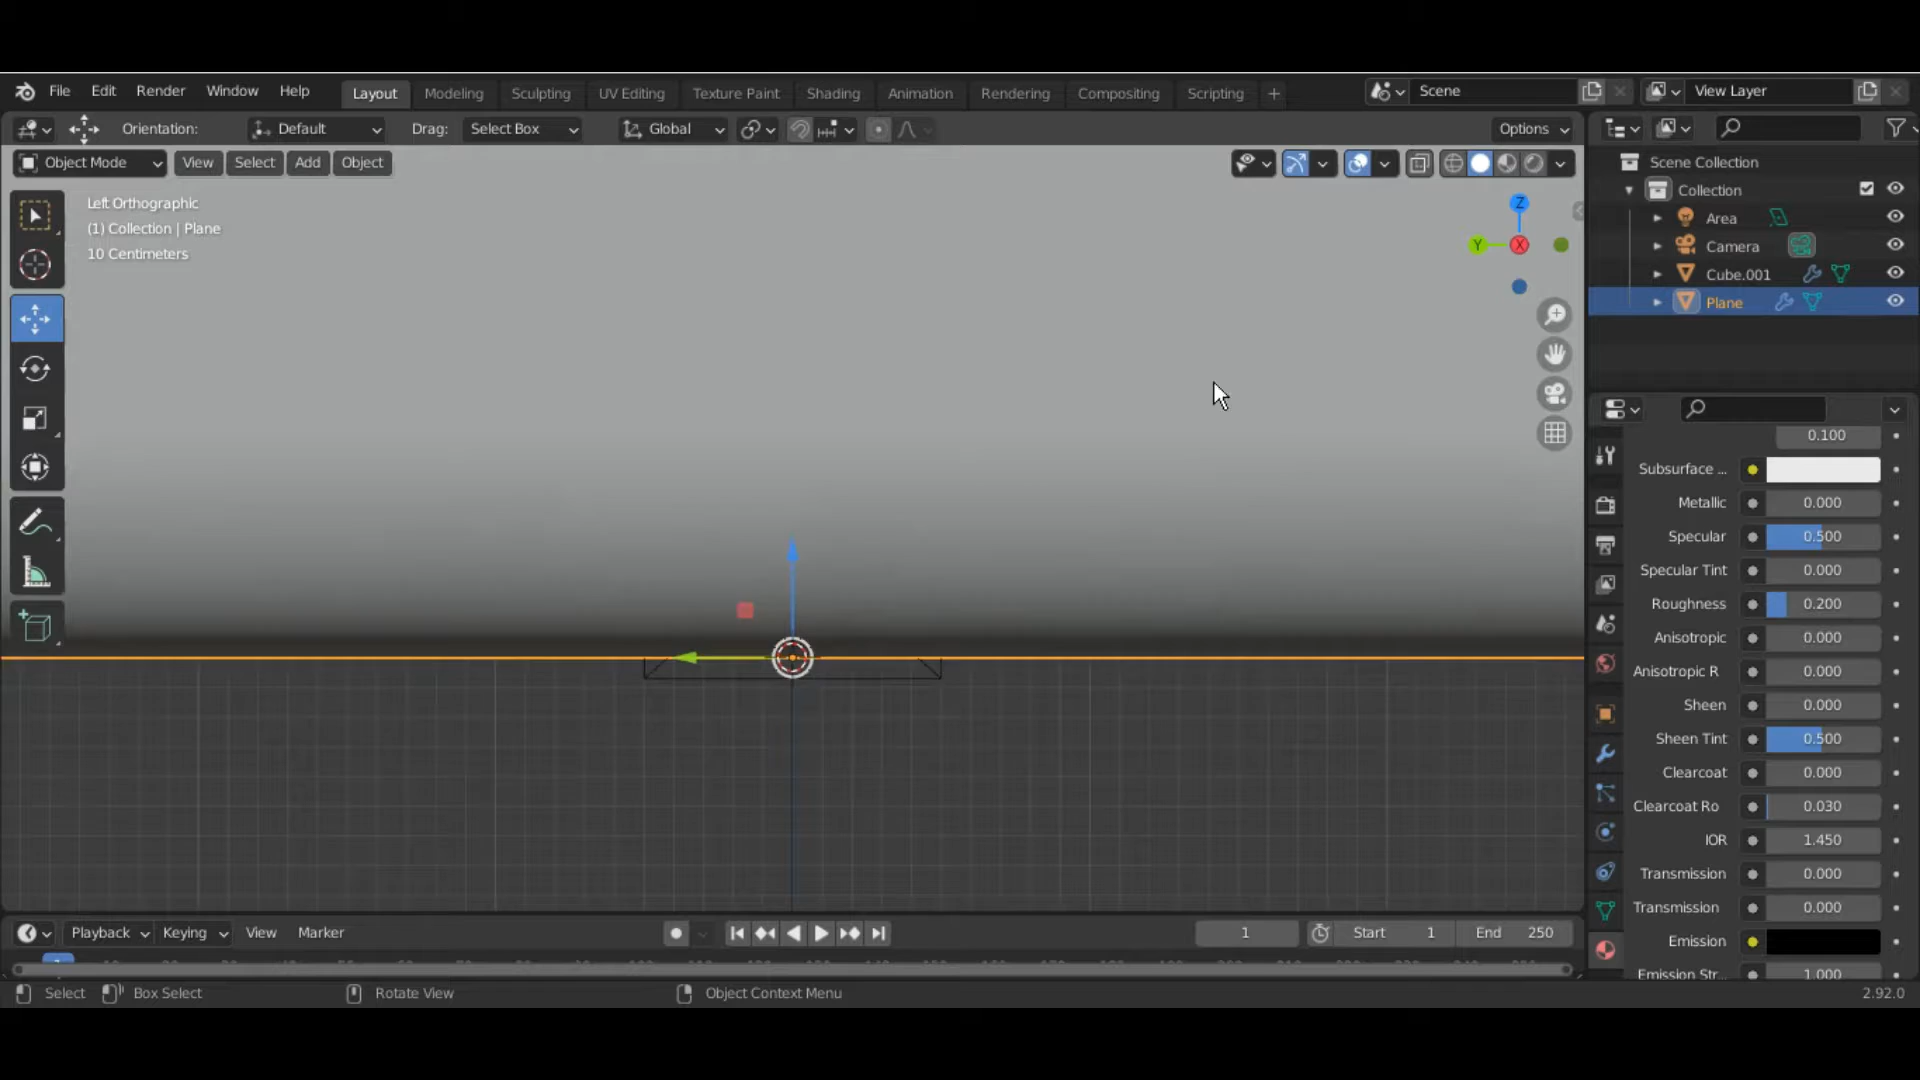 File Edit Render Window Help Layout Modeling Sculpting UV Editing Texture Paint Shading Animation Rendering Compositing Scripting + Scene View Layer
Orientation: Default Drag: Select Box Global Options
Object Mode View Select Add Object
Left Orthographic
(1) Collection | Plane
10 Centimeters
Z
Y
X
Scene Collection
Collection
Area
Camera
Cube.001
Plane
0.100
Subsurface ...
Metallic 0.000
Specular 0.500
Specular Tint 0.000
Roughness 0.200
Anisotropic 0.000
Anisotropic R 0.000
Sheen 0.000
Sheen Tint 0.500
Clearcoat 0.000
Clearcoat Ro 0.030
IOR 1.450
Transmission 0.000
Transmission 0.000
Emission
Emission Str... 1.000
Playback Keying View Marker 1 Start 1 End 250
Select Box Select Rotate View Object Context Menu 2.92.0